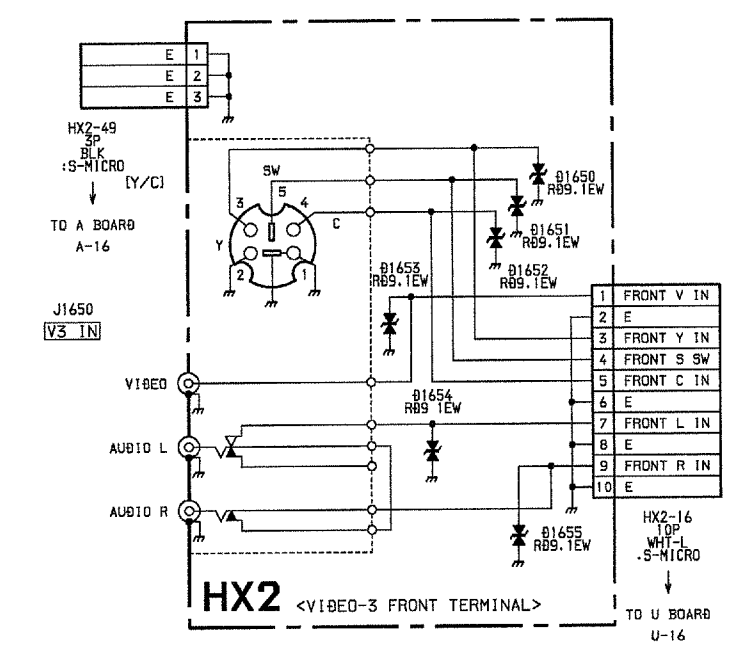 E 1
E 2
E 3
HX2-49
3P
BLK
:S-MICRO
TO A BOARD
A-16
[Y/C]
SW
5
3
4
Y
C
2
1
J1650
V3 IN
VIDEO
AUDIO L
AUDIO R
D1650
RD9.1EW
D1651
RD9.1EW
D1652
RD9.1EW
D1653
RD9.1EW
D1654
RD9 1EW
D1655
RD9.1EW
1 FRONT V IN
2 E
3 FRONT Y IN
4 FRONT S SW
5 FRONT C IN
6 E
7 FRONT L IN
8 E
9 FRONT R IN
10 E
HX2-16
10P
WHT-L
.S-MICRO
TO U BOARD
U-16
HX2 <VIDEO-3 FRONT TERMINAL>